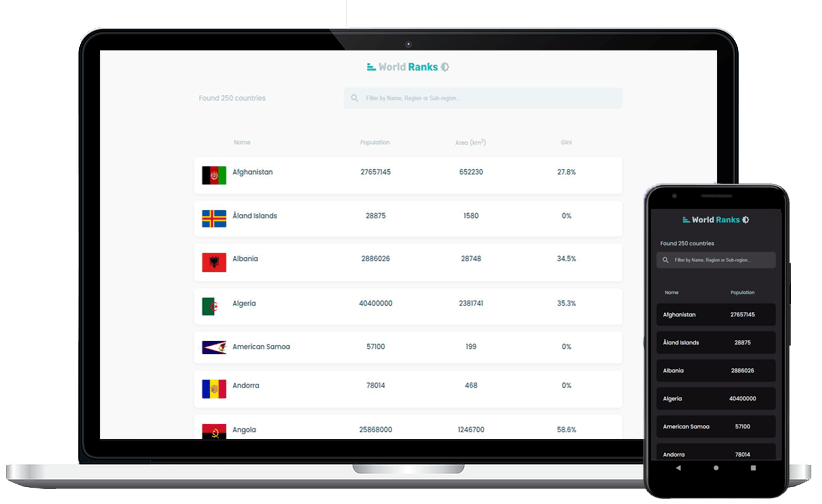 World Ranks
Found 250 countries
Filter by Name, Region or Sub-region...
Name Population Area (km²) Gini
Afghanistan 27657145 652230 27.8%
Åland Islands 28875 1580 0%
Albania 2886026 28748 34.5%
Algeria 40400000 2381741 35.3%
American Samoa 57100 199 0%
Andorra 78014 468 0%
Angola 25868000 1246700 58.6%
World Ranks
Found 250 countries
Filter by Name, Region or Sub-region...
Name Population
Afghanistan 27657145
Åland Islands 28875
Albania 2886026
Algeria 40400000
American Samoa 57100
Andorra 78014